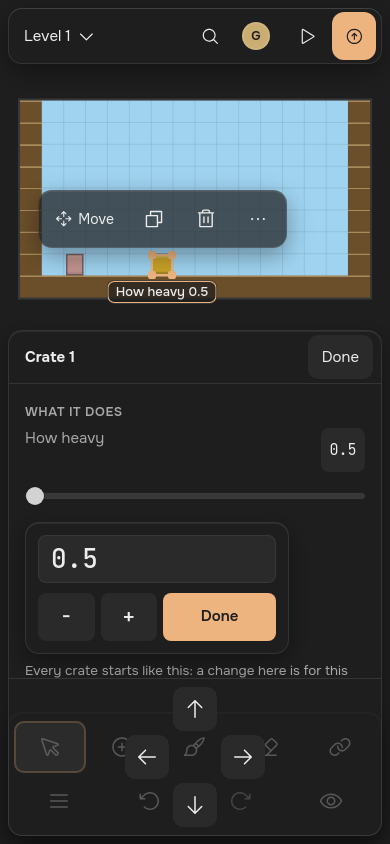 Level 1
G
Move
How heavy 0.5
Crate 1
Done
WHAT IT DOES
How heavy
0.5
0.5
-
+
Done
Every crate starts like this: a change here is for this